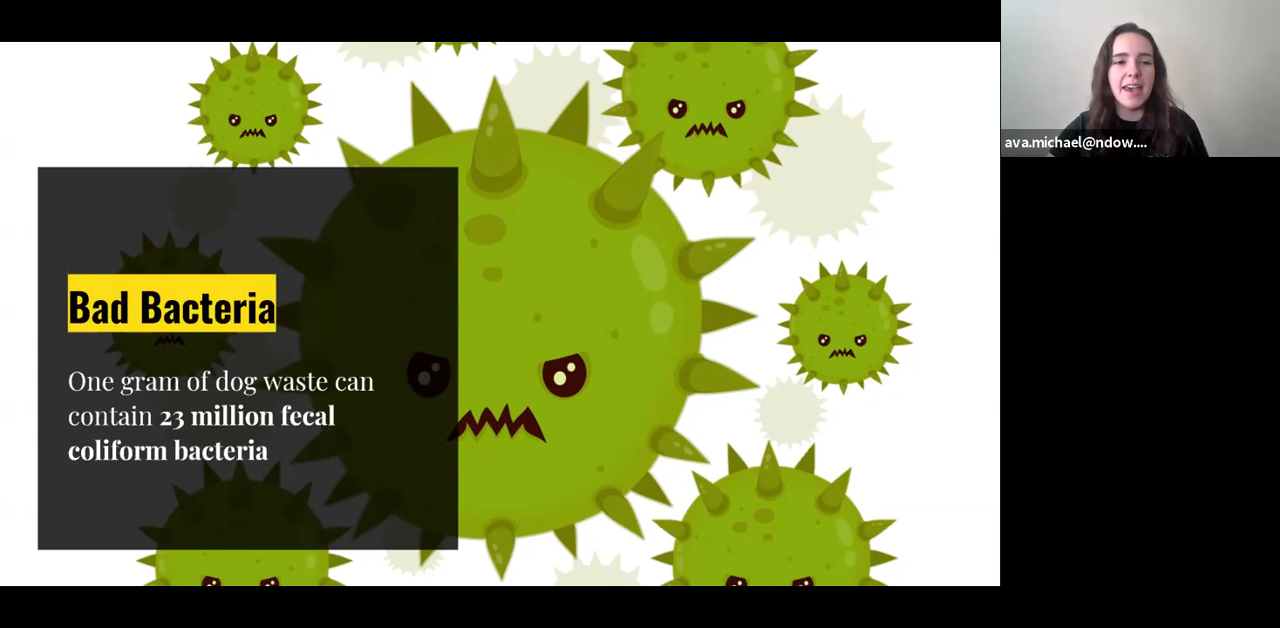 Bad Bacteria
One gram of dog waste can
contain 23 million fecal
coliform bacteria
ava.michael@ndow....